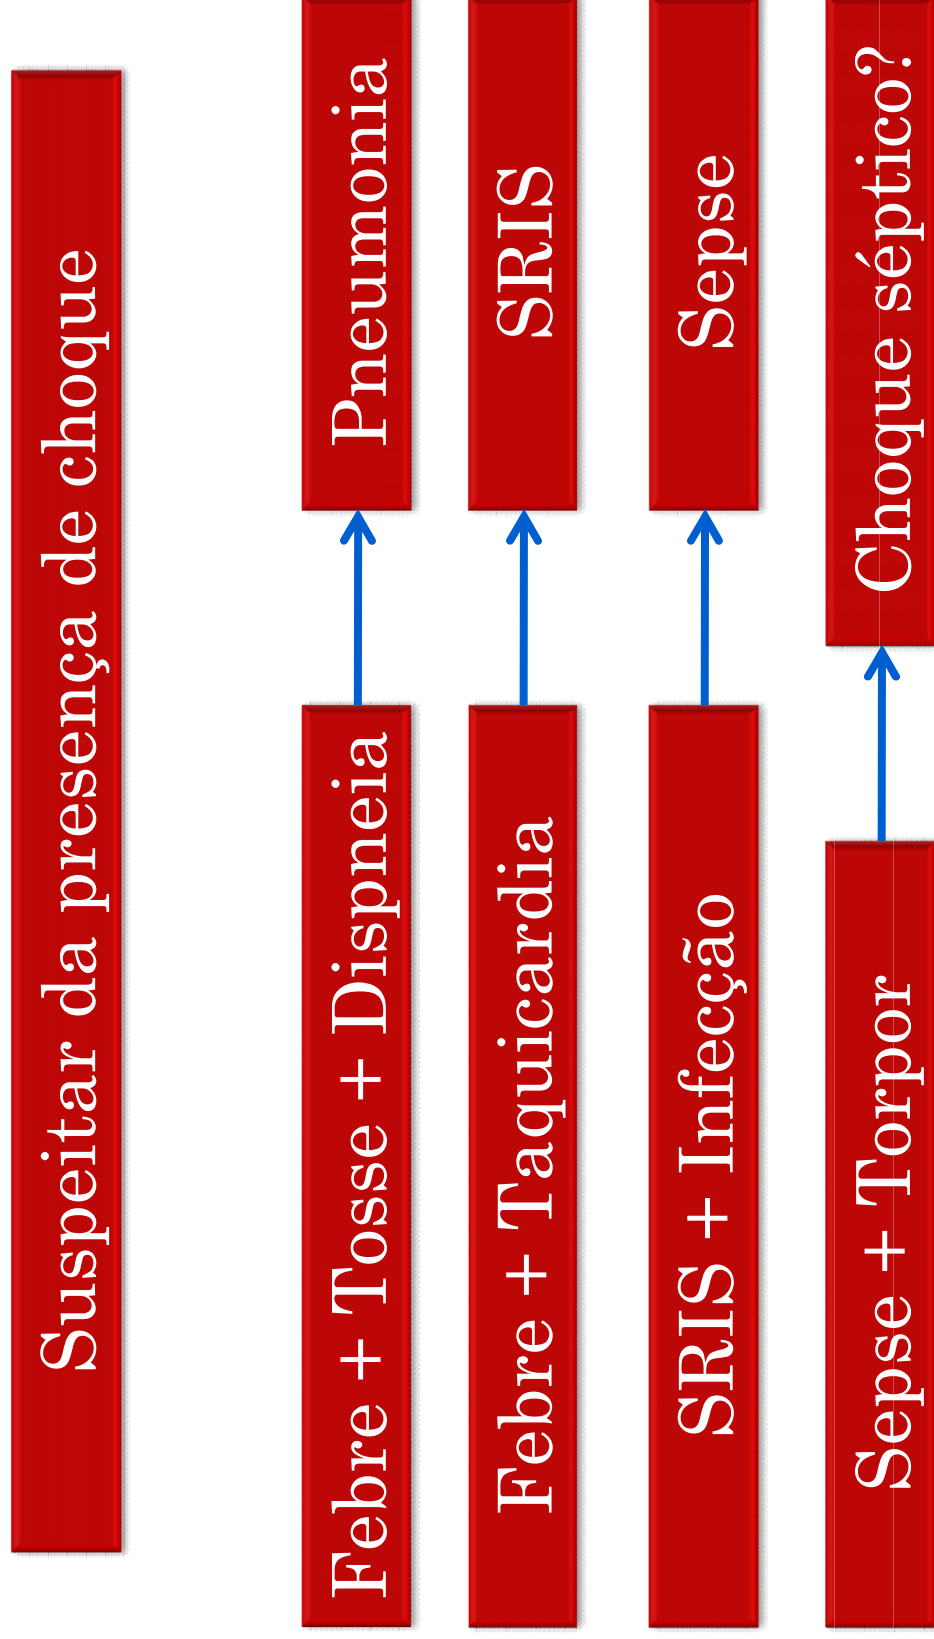 Suspeitar da presença de choque
Febre + Tosse + Dispneia
Pneumonia
Febre + Taquicardia
SRIS
SRIS + Infecção
Sepse
Sepse + Torpor
Choque séptico?